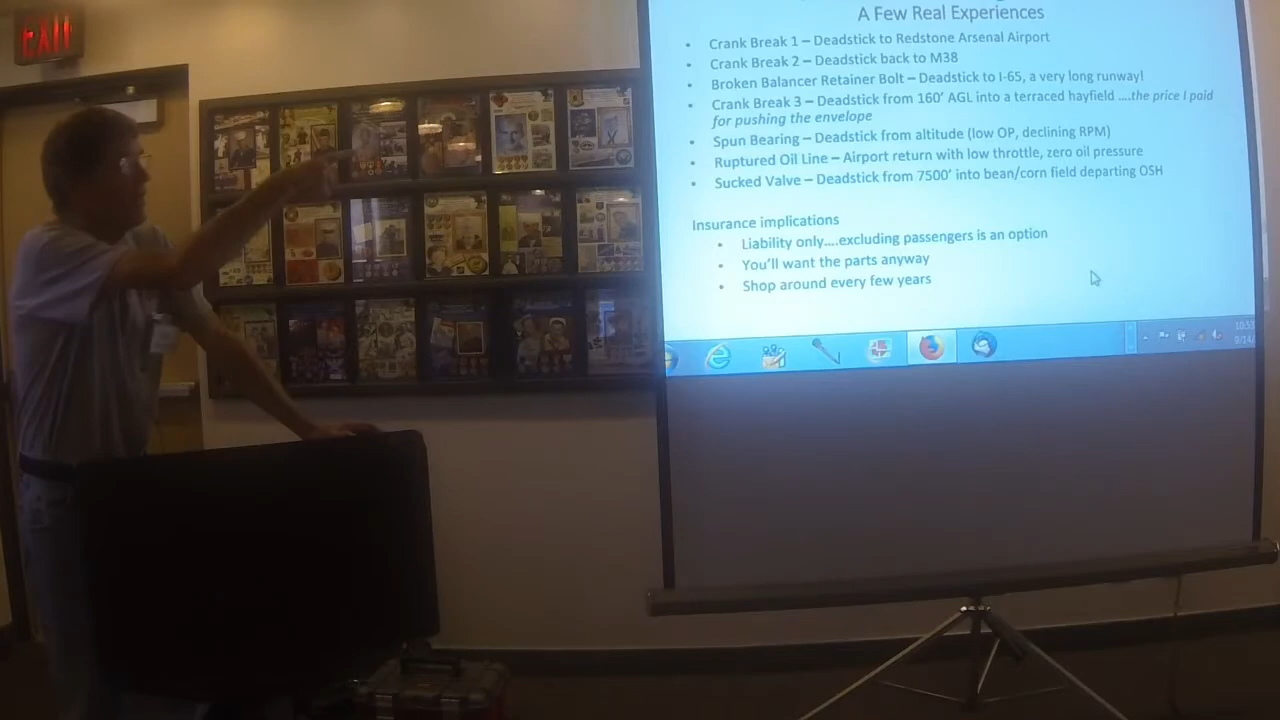 EXIT
A Few Real Experiences
• Crank Break 1 – Deadstick to Redstone Arsenal Airport
• Crank Break 2 – Deadstick back to M38
• Broken Balancer Retainer Bolt – Deadstick to I-65, a very long runway!
• Crank Break 3 – Deadstick from 160' AGL into a terraced hayfield ....the price I paid
for pushing the envelope
• Spun Bearing – Deadstick from altitude (low OP, declining RPM)
• Ruptured Oil Line – Airport return with low throttle, zero oil pressure
• Sucked Valve – Deadstick from 7500' into bean/corn field departing OSH
Insurance implications
• Liability only....excluding passengers is an option
• You'll want the parts anyway
• Shop around every few years